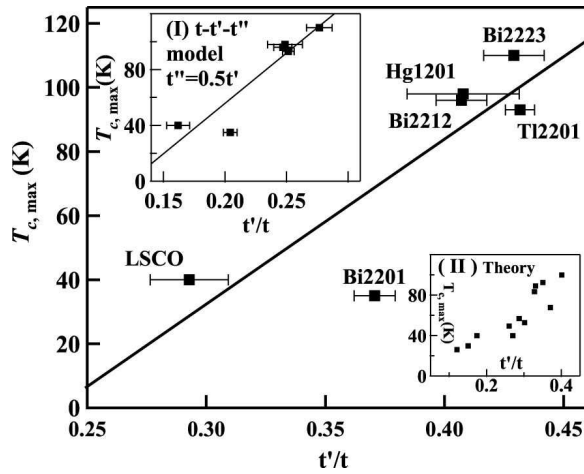 120
100
80
60
40
20
0
T_c, max (K)
0.25
0.30
0.35
0.40
0.45
t'/t
Bi2223
Hg1201
Bi2212
Tl2201
LSCO
Bi2201
(I) t-t'-t"
model
t"=0.5t'
T_c, max (K)
80
40
0
0.15
0.20
0.25
t'/t
(II) Theory
T_c, max (K)
80
40
0
0.2
0.4
t'/t